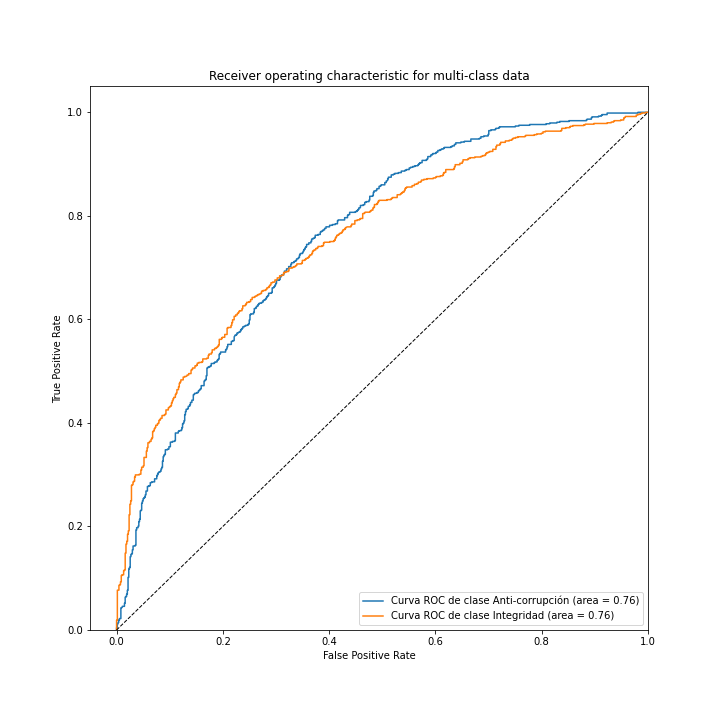 Receiver operating characteristic for multi-class data
True Positive Rate
1.0
0.8
0.6
0.4
0.2
0.0
0.0 0.2 0.4 0.6 0.8 1.0
False Positive Rate
Curva ROC de clase Anti-corrupción (area = 0.76)
Curva ROC de clase Integridad (area = 0.76)